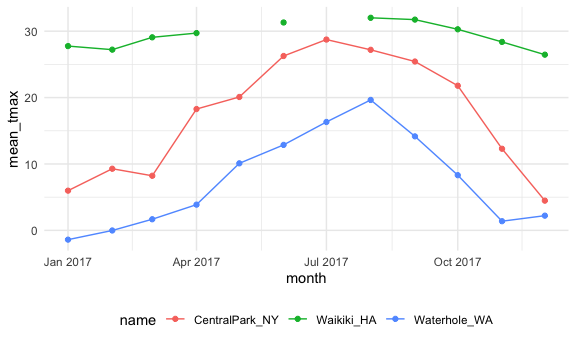 mean_tmax
30
20
10
0
Jan 2017 Apr 2017 Jul 2017 Oct 2017
month
name CentralPark_NY Waikiki_HA Waterhole_WA